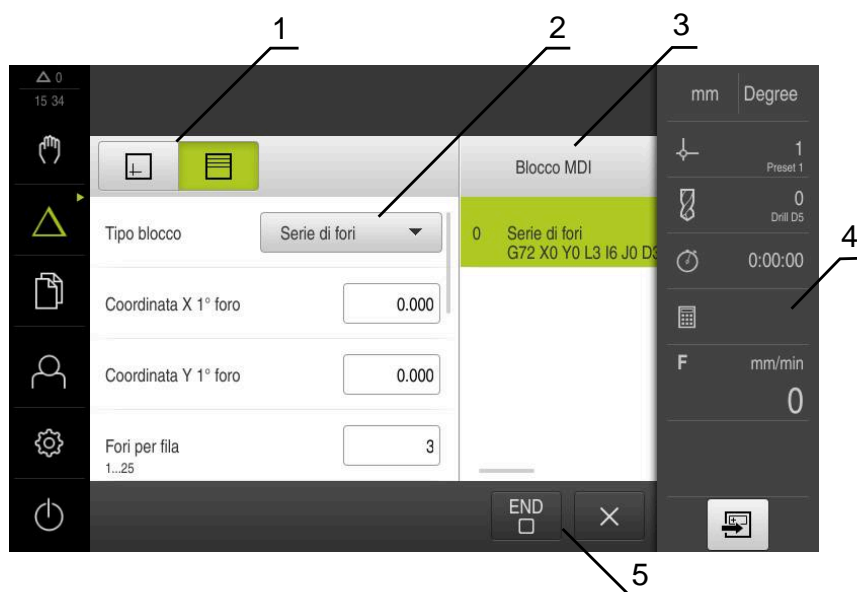 1
2
3
0
15 34
mm Degree
Blocco MDI
1
Preset 1
0
Drill D5
4
Tipo blocco Serie di fori
0 Serie di fori
G72 X0 Y0 L3 I6 J0 D
0:00:00
Coordinata X 1° foro 0.000
F mm/min
0
Coordinata Y 1° foro 0.000
Fori per fila 3
1...25
END
5